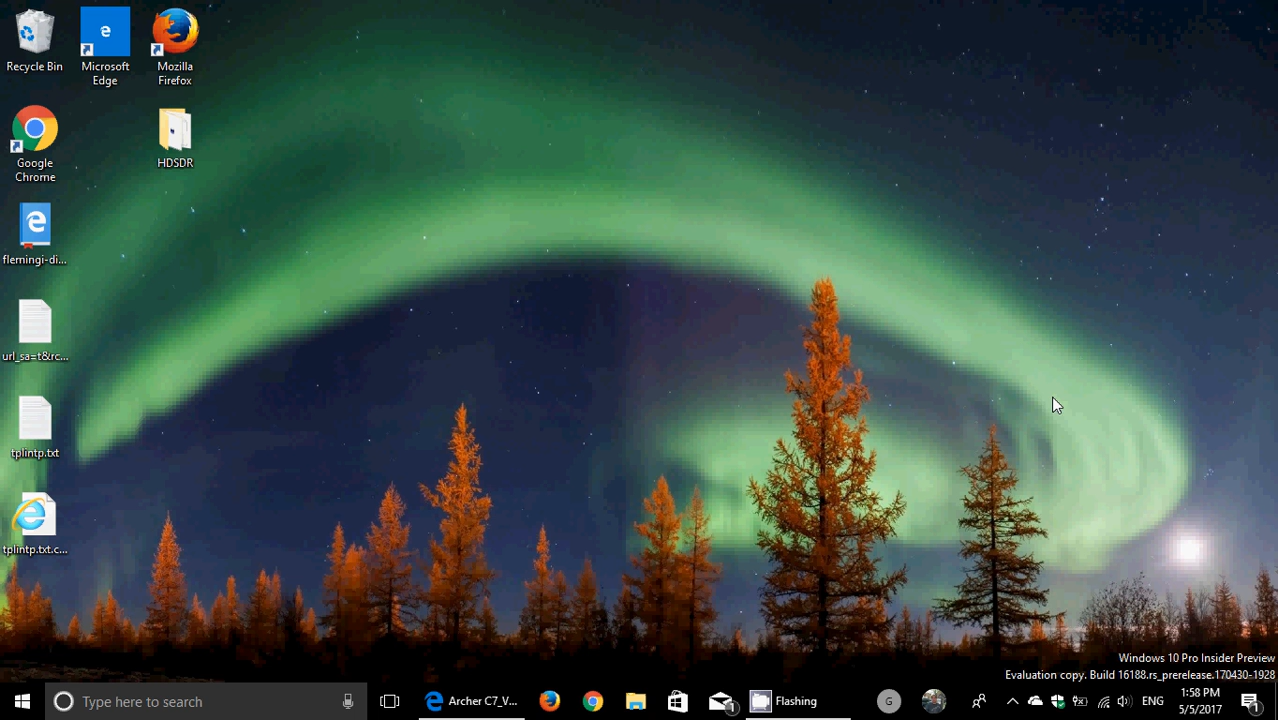 Recycle Bin
Microsoft
Edge
Mozilla
Firefox
Google
Chrome
HDSDR
flemingi-di...
url_sa=t&rc...
tplintp.txt
tplintp.txt.c...
Windows 10 Pro Insider Preview
Evaluation copy. Build 16188.rs_prerelease.170430-1928
Type here to search
Archer C7_V...
1
Flashing
G
ENG
1:58 PM
5/5/2017
1